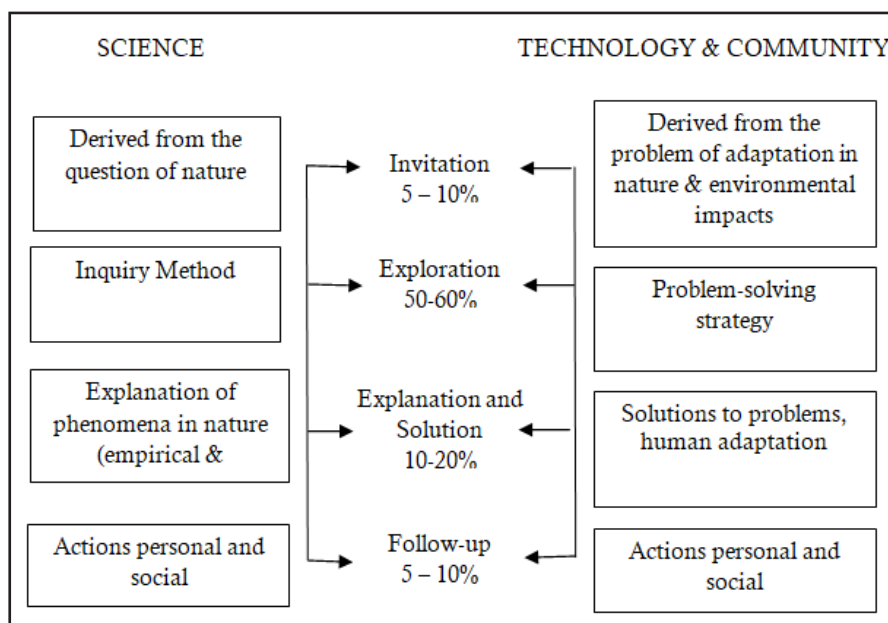 SCIENCE
TECHNOLOGY & COMMUNITY
Derived from the
question of nature
Invitation
5 – 10%
Derived from the
problem of adaptation in
nature & environmental
impacts
Inquiry Method
Exploration
50-60%
Problem-solving
strategy
Explanation of
phenomena in nature
(empirical &
Explanation and
Solution
10-20%
Solutions to problems,
human adaptation
Actions personal and
social
Follow-up
5 – 10%
Actions personal and
social